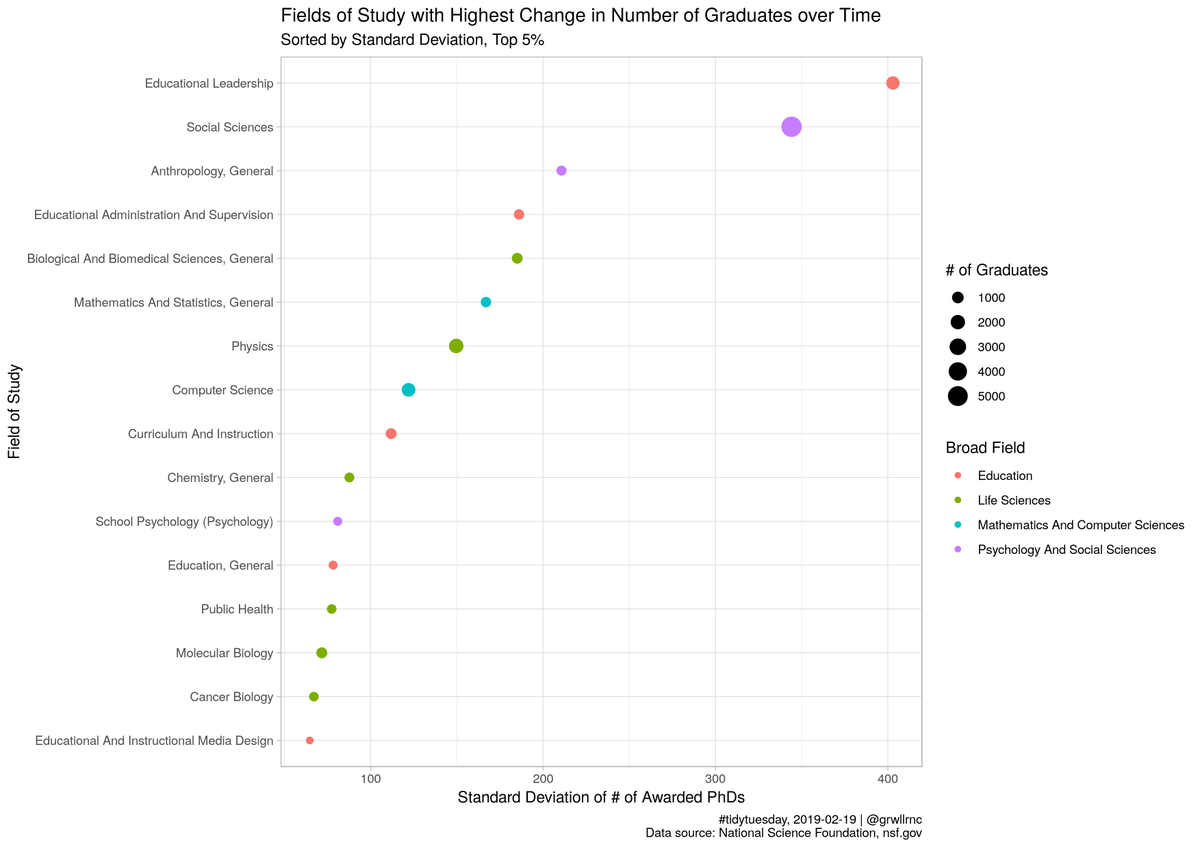 Fields of Study with Highest Change in Number of Graduates over Time
Sorted by Standard Deviation, Top 5%
Field of Study
Educational Leadership
Social Sciences
Anthropology, General
Educational Administration And Supervision
Biological And Biomedical Sciences, General
Mathematics And Statistics, General
Physics
Computer Science
Curriculum And Instruction
Chemistry, General
School Psychology (Psychology)
Education, General
Public Health
Molecular Biology
Cancer Biology
Educational And Instructional Media Design
100 200 300 400
Standard Deviation of # of Awarded PhDs
# of Graduates
1000
2000
3000
4000
5000
Broad Field
Education
Life Sciences
Mathematics And Computer Sciences
Psychology And Social Sciences
#tidytuesday, 2019-02-19 | @grwllrnc
Data source: National Science Foundation, nsf.gov